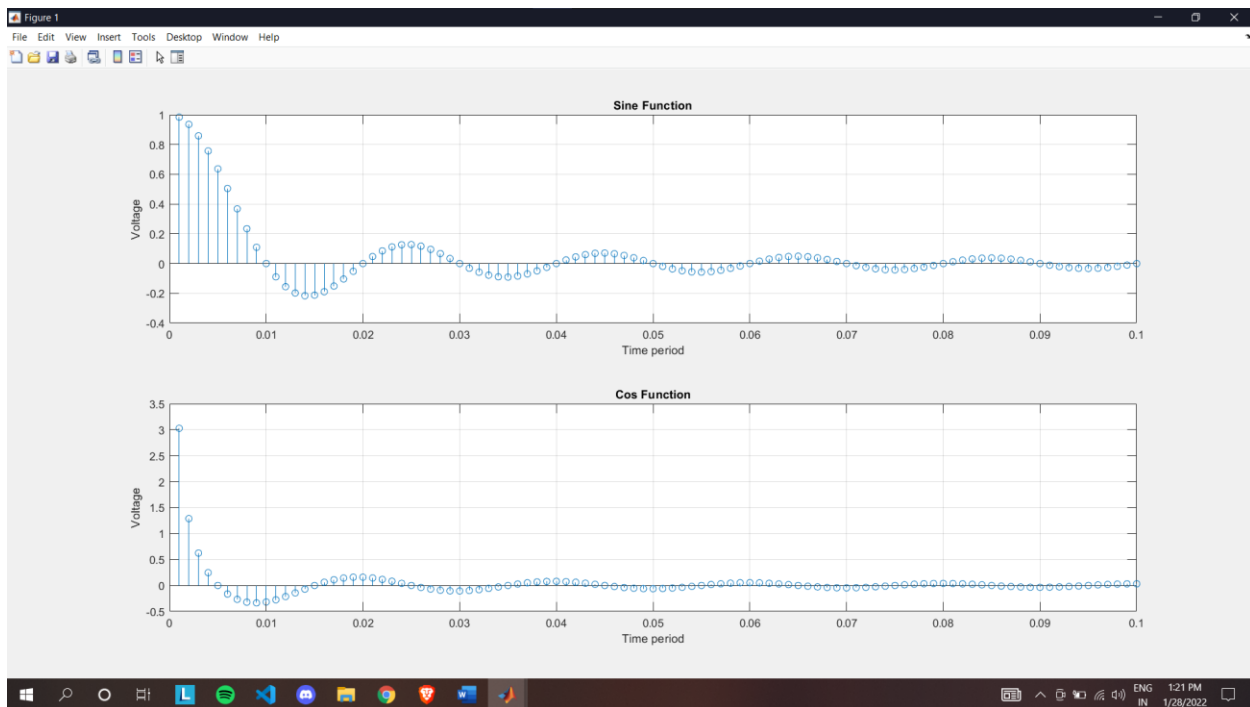 Figure 1
File Edit View Insert Tools Desktop Window Help
Sine Function
1
0.8
0.6
0.4
0.2
0
-0.2
-0.4
Voltage
0 0.01 0.02 0.03 0.04 0.05 0.06 0.07 0.08 0.09 0.1
Time period
Cos Function
3.5
3
2.5
2
1.5
1
0.5
0
-0.5
Voltage
0 0.01 0.02 0.03 0.04 0.05 0.06 0.07 0.08 0.09 0.1
Time period
L
W
ENG 1:21 PM
IN 1/28/2022